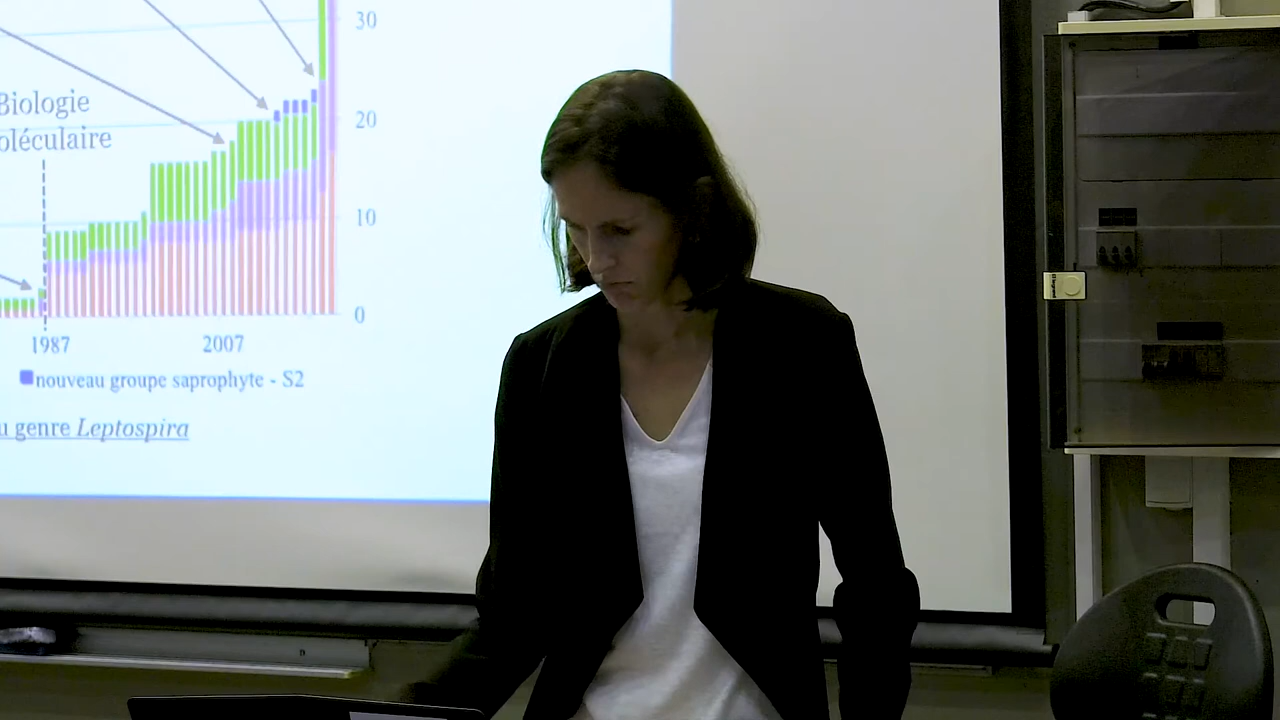 30
Biologie
20
oléculaire
10
0
1987
2007
nouveau groupe saprophyte - S2
u genre Leptospira